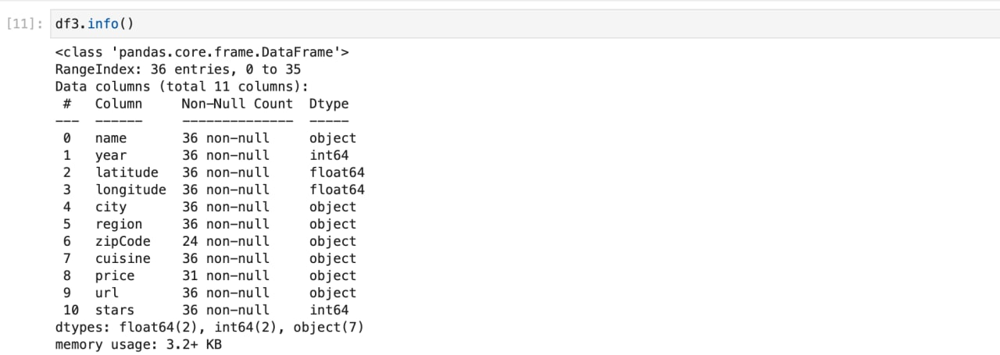 [11]: df3.info()
<class 'pandas.core.frame.DataFrame'>
RangeIndex: 36 entries, 0 to 35
Data columns (total 11 columns):
 #   Column     Non-Null Count  Dtype
---  ------     --------------  -----
 0   name       36 non-null     object
 1   year       36 non-null     int64
 2   latitude   36 non-null     float64
 3   longitude  36 non-null     float64
 4   city       36 non-null     object
 5   region     36 non-null     object
 6   zipCode    24 non-null     object
 7   cuisine    36 non-null     object
 8   price      31 non-null     object
 9   url        36 non-null     object
 10  stars      36 non-null     int64
dtypes: float64(2), int64(2), object(7)
memory usage: 3.2+ KB